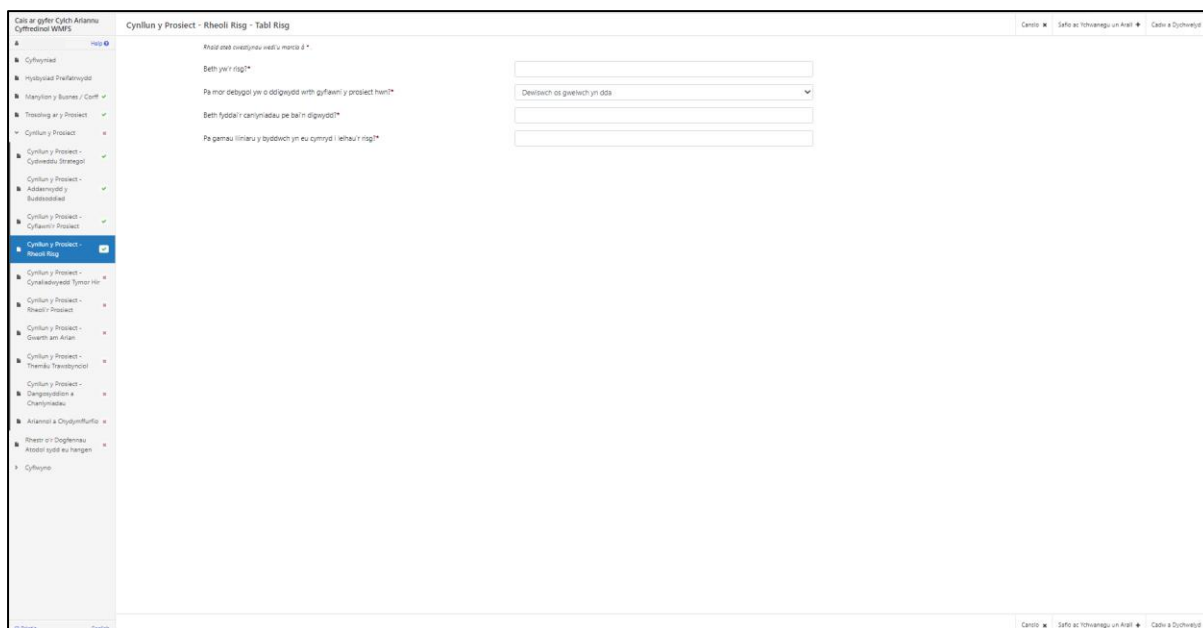 Cais ar gyfer Cylch Ariannu
Cyffredinol WMFS
Help
Cyflwyniad
Hysbysiad Preifatrwydd
Manylion y Busnes / Corff
Trosolwg ar y Prosiect
Cynllun y Prosiect
Cynllun y Prosiect -
Cydweddu Strategol
Cynllun y Prosiect -
Addasrwydd y
Buddsoddiad
Cynllun y Prosiect -
Cyflawni'r Prosiect
Cynllun y Prosiect -
Rheoli Risg
Cynllun y Prosiect -
Cynaliadwyedd Tymor Hir
Cynllun y Prosiect -
Rheoli'r Prosiect
Cynllun y Prosiect -
Gwerth am Arian
Cynllun y Prosiect -
Themâu Trawsbynciol
Cynllun y Prosiect -
Dangosyddion a
Chanlyniadau
Ariannol a Chydymffurfio
Rhestr o'r Dogfennau
Atodol sydd eu hangen
Cyflwyno
English
Cynllun y Prosiect - Rheoli Risg - Tabl Risg
Canslo Safio ac Ychwanegu un Arall Cadw a Dychwelyd
Rhaid ateb cwestiynau wedi'u marcio â *
Beth yw'r risg?*
Pa mor debygol yw o ddigwydd wrth gyflawni y prosiect hwn?*
Dewiswch os gwelwch yn dda
Beth fydda'r canlyniadau pe bai'n digwydd?*
Pa gamau lliniaru y byddwch yn eu cymryd i leihau'r risg?*
Canslo Safio ac Ychwanegu un Arall Cadw a Dychwelyd